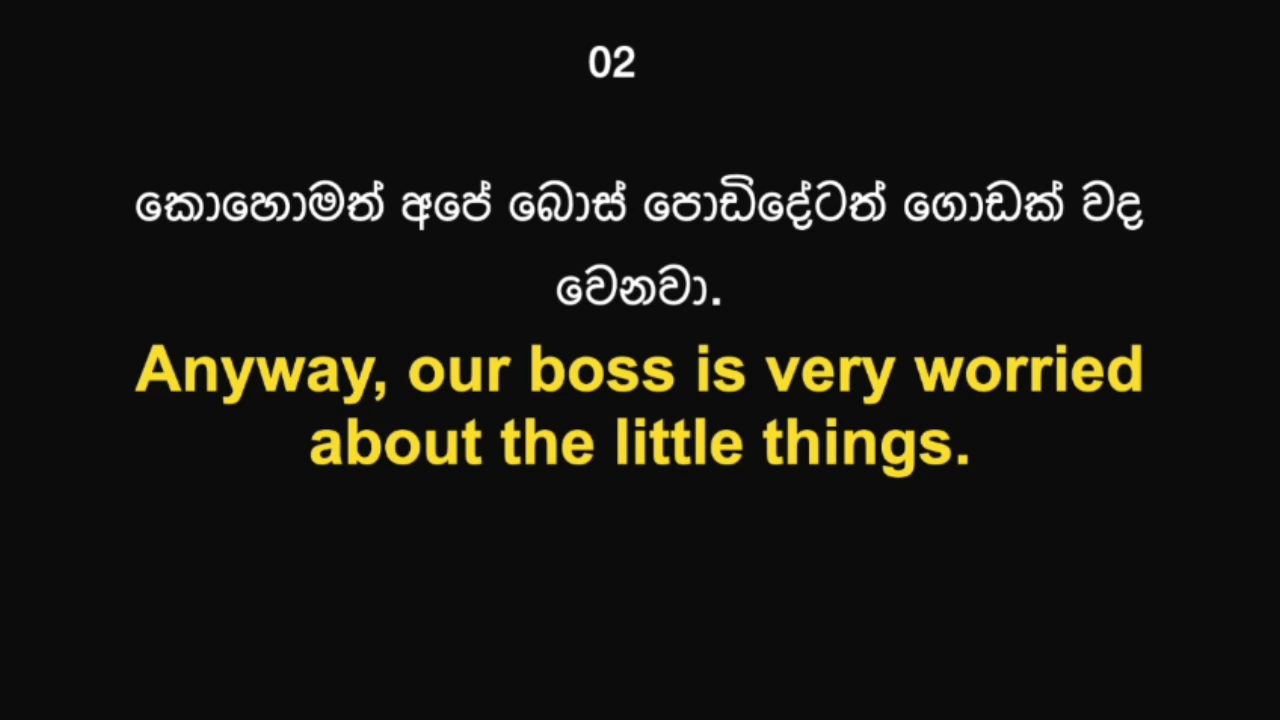 02
කොහොමත් අපේ බොස් පොඩිදේටත් ගොඩක් වද
වෙනවා.
Anyway, our boss is very worried
about the little things.